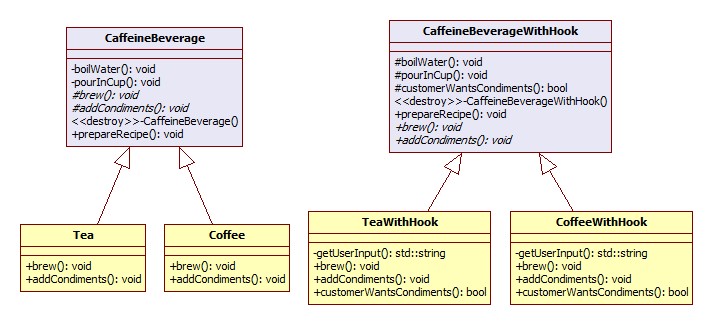 CaffeineBeverage
-boilWater(): void
-pourInCup(): void
#brew(): void
#addCondiments(): void
<<destroy>>-CaffeineBeverage()
+prepareRecipe(): void
CaffeineBeverageWithHook
#boilWater(): void
#pourInCup(): void
#customerWantsCondiments(): bool
<<destroy>>-CaffeineBeverageWithHook()
+prepareRecipe(): void
+brew(): void
+addCondiments(): void
Tea
+brew(): void
+addCondiments(): void
Coffee
+brew(): void
+addCondiments(): void
TeaWithHook
-getUserInput(): std::string
+brew(): void
+addCondiments(): void
+customerWantsCondiments(): bool
CoffeeWithHook
-getUserInput(): std::string
+brew(): void
+addCondiments(): void
+customerWantsCondiments(): bool